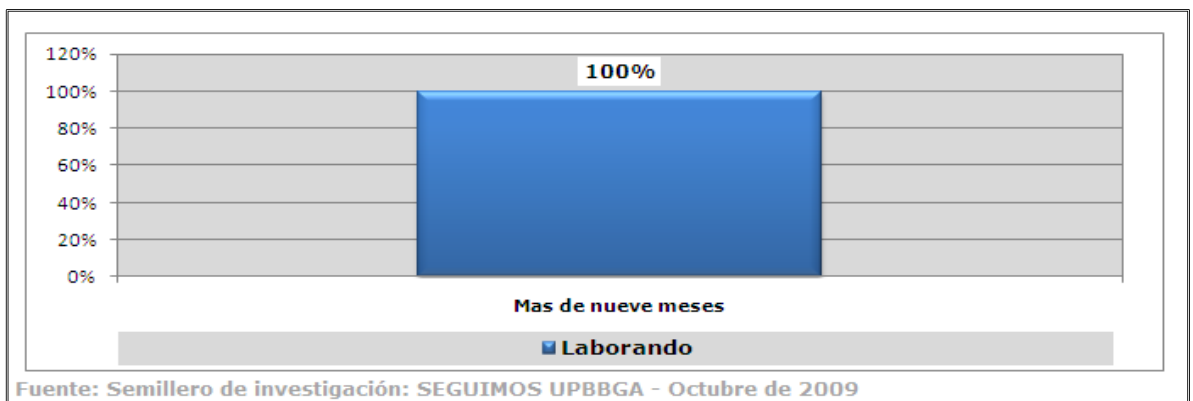 120%
100%
100%
80%
60%
40%
20%
0%
Mas de nueve meses
Laborando
Fuente: Semillero de investigación: SEGUIMOS UPBBGA - Octubre de 2009